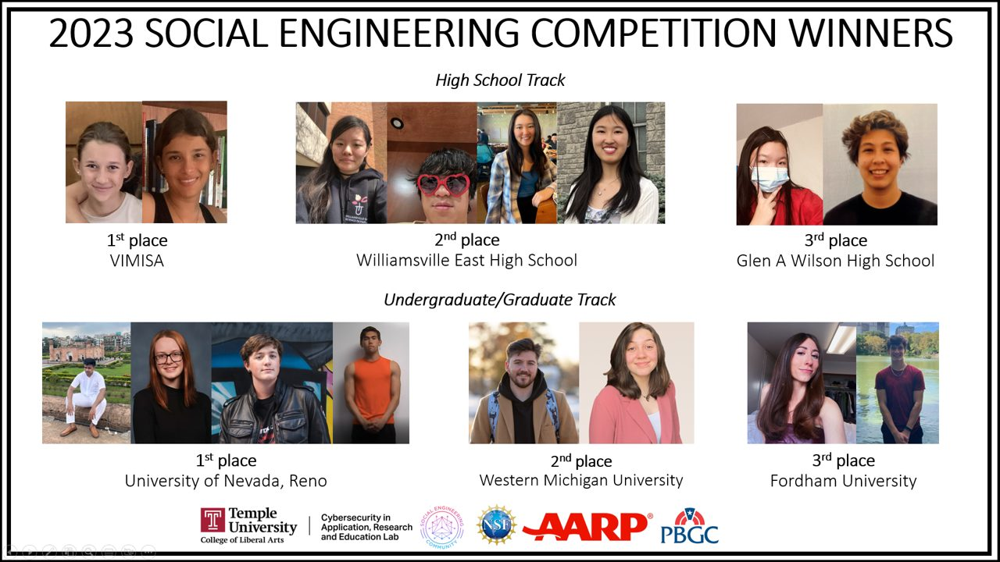 2023 SOCIAL ENGINEERING COMPETITION WINNERS
High School Track
1st place
VIMISA
2nd place
Williamsville East High School
3rd place
Glen A Wilson High School
Undergraduate/Graduate Track
1st place
University of Nevada, Reno
2nd place
Western Michigan University
3rd place
Fordham University
Temple
University
College of Liberal Arts
Cybersecurity in
Application, Research
and Education Lab
SOCIAL ENGINEERING
COMMUNITY
NSF
AARP®
PBGC